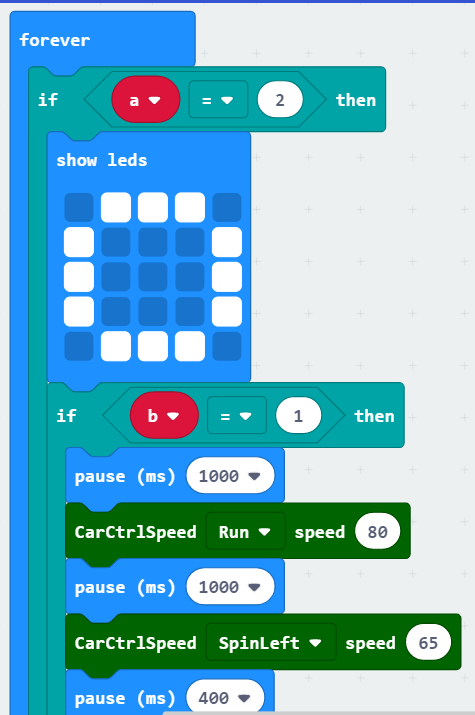 forever
if a = 2 then
show leds
if b = 1 then
pause (ms) 1000
CarCtrlSpeed Run speed 80
pause (ms) 1000
CarCtrlSpeed SpinLeft speed 65
pause (ms) 400